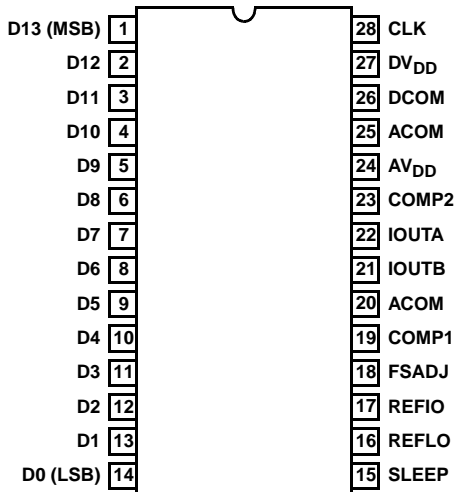 D13 (MSB) 1 28 CLK
D12 2 27 DVDD
D11 3 26 DCOM
D10 4 25 ACOM
D9 5 24 AVDD
D8 6 23 COMP2
D7 7 22 IOUTA
D6 8 21 IOUTB
D5 9 20 ACOM
D4 10 19 COMP1
D3 11 18 FSADJ
D2 12 17 REFIO
D1 13 16 REFLO
D0 (LSB) 14 15 SLEEP